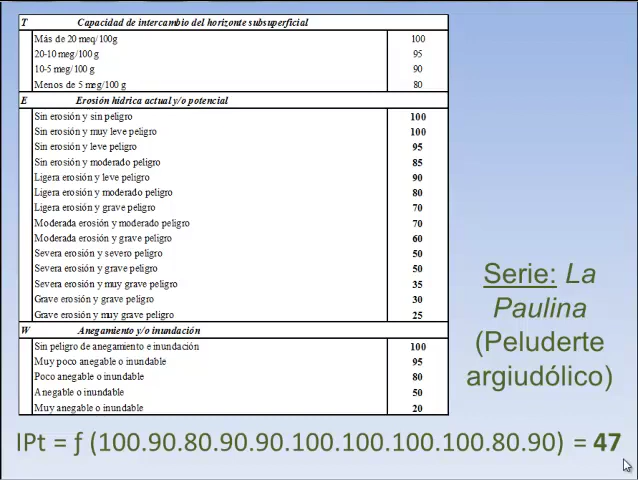 T Capacidad de intercambio del horizonte subsuperficial
Más de 20 meq/100g 100
20-10 meg/100 g 95
10-5 meg/100 g 90
Menos de 5 meg/100 g 80
E Erosión hídrica actual y/o potencial
Sin erosión y sin peligro 100
Sin erosión y muy leve peligro 100
Sin erosión y leve peligro 95
Sin erosión y moderado peligro 85
Ligera erosión y leve peligro 90
Ligera erosión y moderado peligro 80
Ligera erosión y grave peligro 70
Moderada erosión y moderado peligro 70
Moderada erosión y grave peligro 60
Severa erosión y severo peligro 50
Severa erosión y grave peligro 50
Severa erosión y muy grave peligro 35
Grave erosión y grave peligro 30
Grave erosión y muy grave peligro 25
W Anegamiento y/o inundación
Sin peligro de anegamiento e inundación 100
Muy poco anegable o inundable 95
Poco anegable o inundable 80
Anegable o inundable 50
Muy anegable o inundable 20
Serie: La
Paulina
(Peluderte
argiudólico)
IPt = ƒ (100.90.80.90.90.100.100.100.100.80.90) = 47